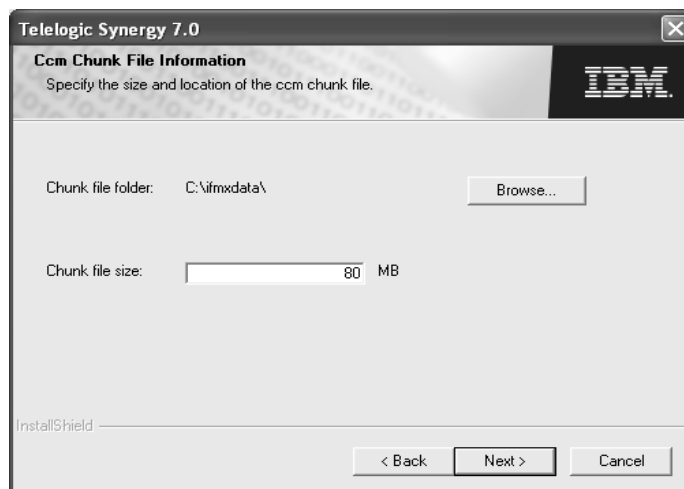 Telelogic Synergy 7.0
Ccm Chunk File Information
Specify the size and location of the ccm chunk file.
IBM.
Chunk file folder: C:\ifmxdata\ Browse...
Chunk file size: 80 MB
InstallShield
< Back Next > Cancel